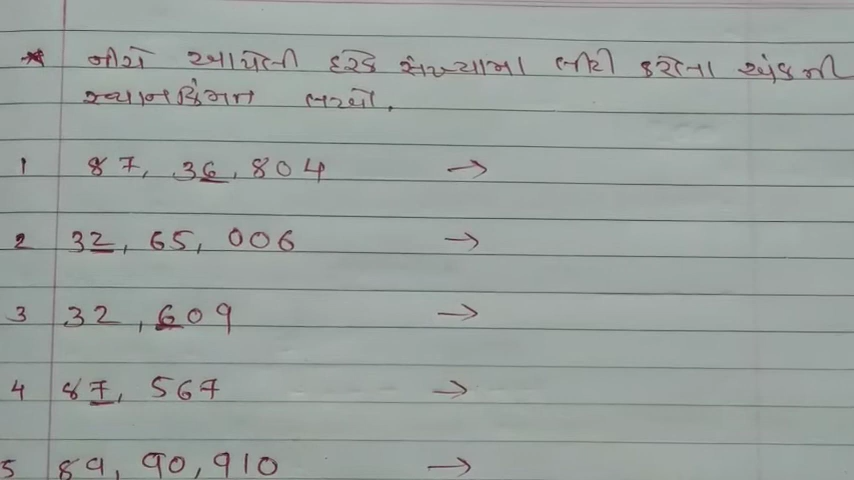 * નીચે આપેલી દરેક સંખ્યામા લીટી કરેલા અંકની
સ્થાનકિંમત લખો.
1 87, 36, 804 →
2 32, 65, 006 →
3 32, 609 →
4 87, 567 →
5 89, 90, 910 →